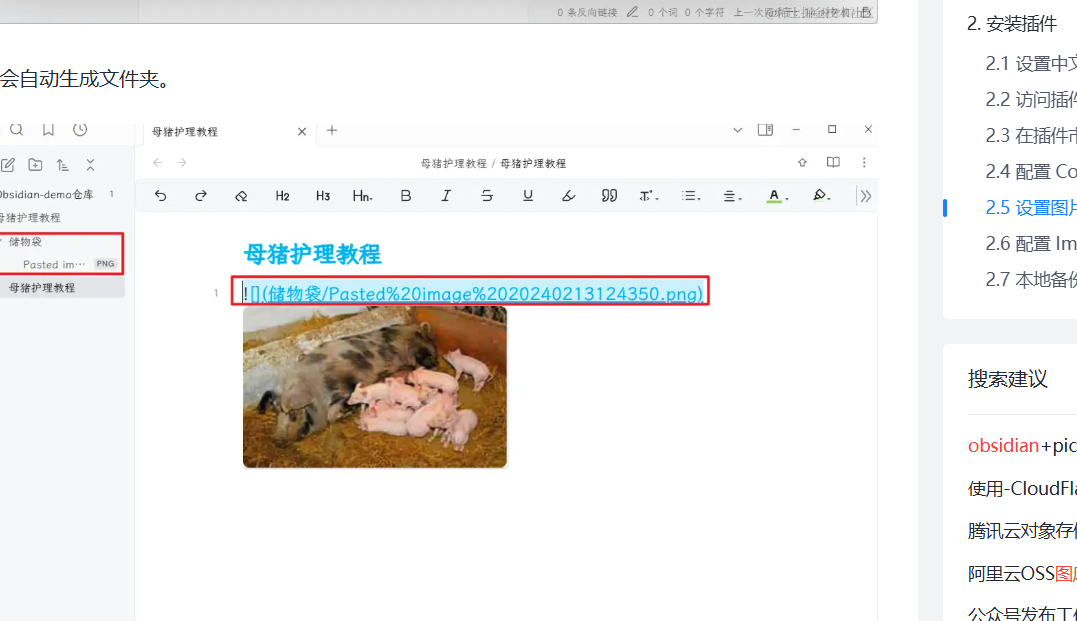 0 条反向链接 0 个词 0 个字符
会自动生成文件夹。
母猪护理教程
母猪护理教程 / 母猪护理教程
Obsidian-demo仓库 1
母猪护理教程
储物袋
Pasted im… PNG
母猪护理教程
H2 H3 Hn B I S U A
母猪护理教程
1 ![](储物袋/Pasted%20image%2020240213124350.png)
2. 安装插件
2.1 设置中文
2.2 访问插件
2.3 在插件市
2.4 配置 Co
2.5 设置图片
2.6 配置 Im
2.7 本地备份
搜索建议
obsidian+pic
使用-CloudFla
腾讯云对象存储
阿里云OSS图床
公众号发布工作